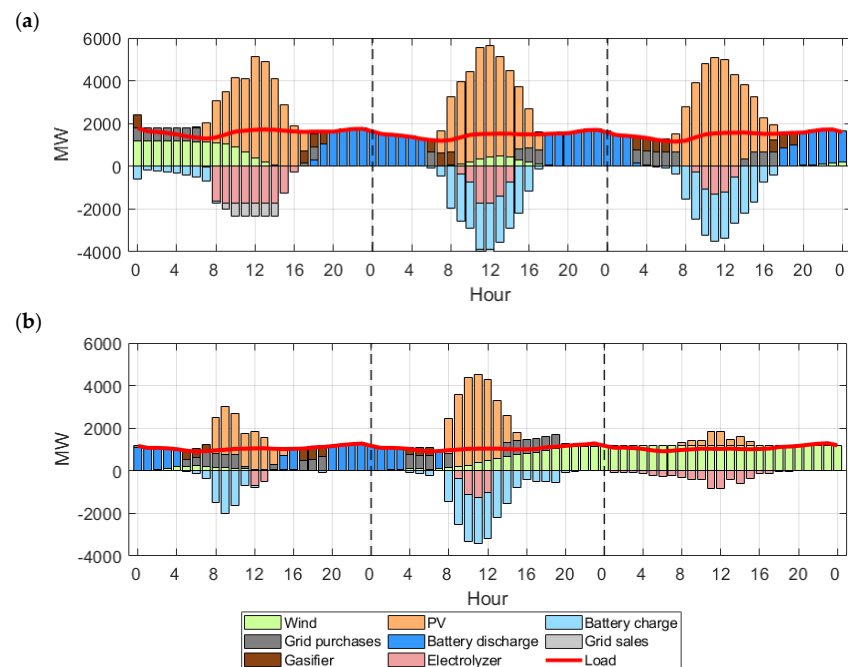 (a)
6000
4000
2000
0
-2000
-4000
MW
0 4 8 12 16 20 0 4 8 12 16 20 0 4 8 12 16 20 0
Hour
(b)
6000
4000
2000
0
-2000
-4000
MW
0 4 8 12 16 20 0 4 8 12 16 20 0 4 8 12 16 20 0
Hour
Wind PV Battery charge
Grid purchases Battery discharge Grid sales
Gasifier Electrolyzer Load